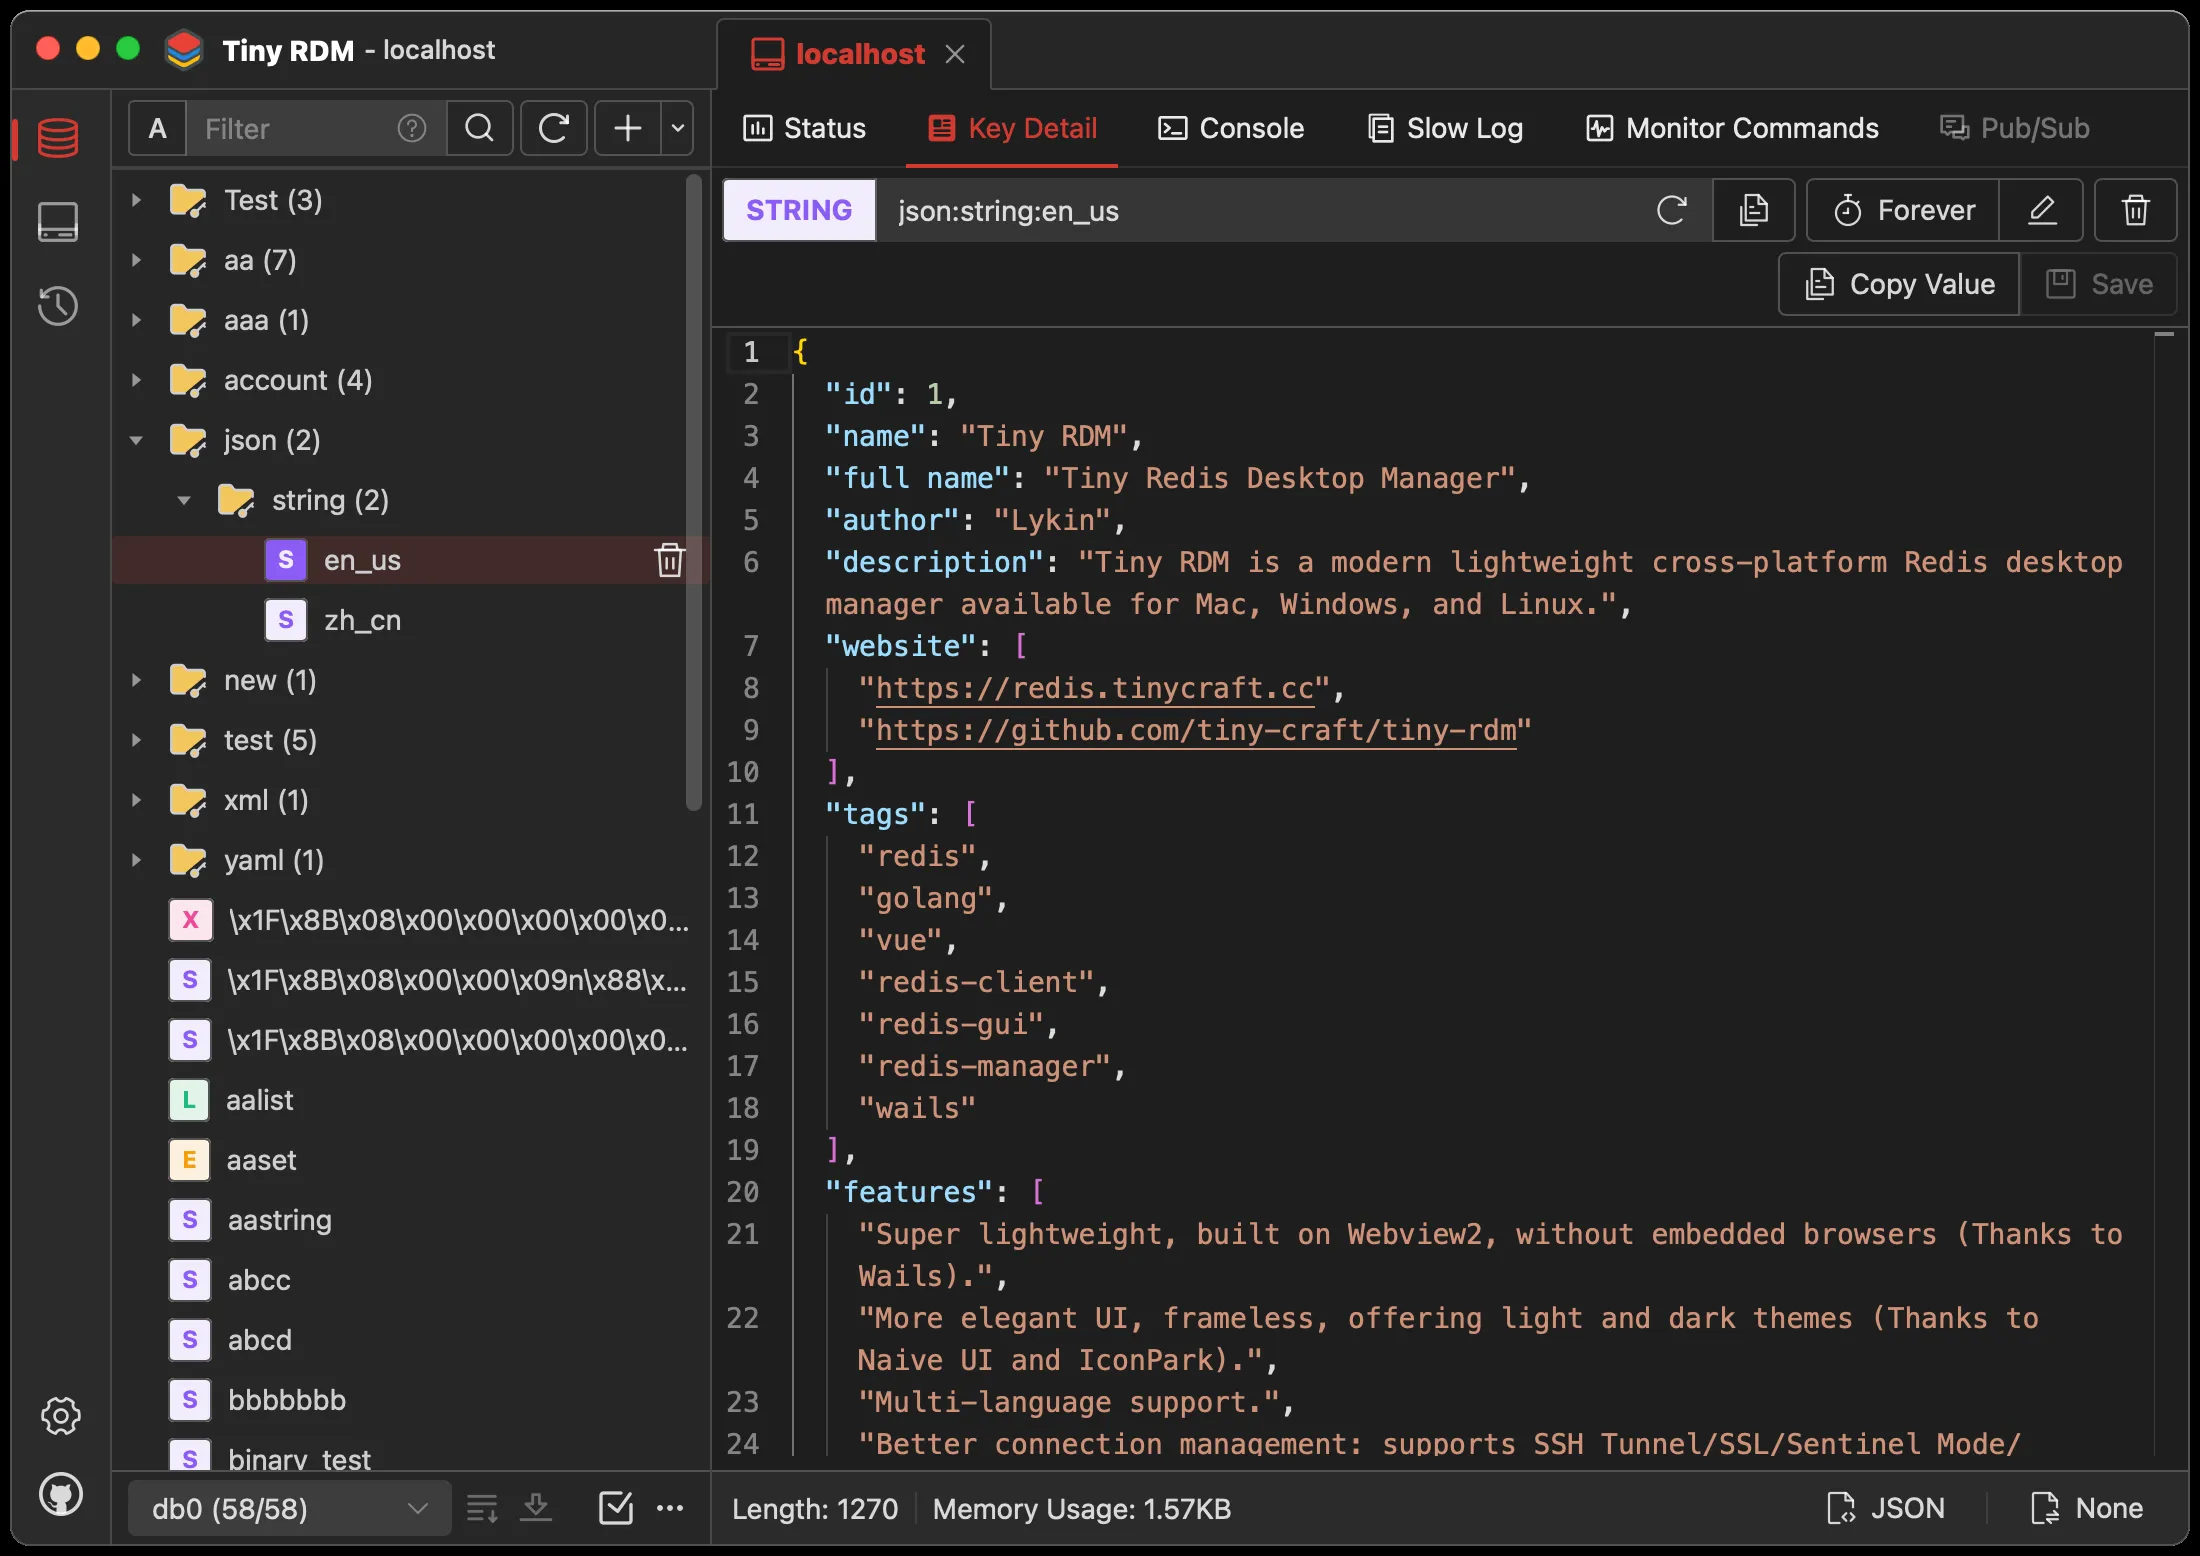 Tiny RDM - localhost
localhost
A Filter
Status Key Detail Console Slow Log Monitor Commands Pub/Sub
STRING json:string:en_us Forever
Copy Value Save
Test (3)
aa (7)
aaa (1)
account (4)
json (2)
string (2)
S en_us
S zh_cn
new (1)
test (5)
xml (1)
yaml (1)
X \x1F\x8B\x08\x00\x00\x00\x00\x0...
S \x1F\x8B\x08\x00\x00\x09n\x88\x...
S \x1F\x8B\x08\x00\x00\x00\x00\x0...
L aalist
E aaset
S aastring
S abcc
S abcd
S bbbbbbb
S binary_test
db0 (58/58)
1 {
2 "id": 1,
3 "name": "Tiny RDM",
4 "full name": "Tiny Redis Desktop Manager",
5 "author": "Lykin",
6 "description": "Tiny RDM is a modern lightweight cross-platform Redis desktop
manager available for Mac, Windows, and Linux.",
7 "website": [
8 "https://redis.tinycraft.cc",
9 "https://github.com/tiny-craft/tiny-rdm"
10 ],
11 "tags": [
12 "redis",
13 "golang",
14 "vue",
15 "redis-client",
16 "redis-gui",
17 "redis-manager",
18 "wails"
19 ],
20 "features": [
21 "Super lightweight, built on Webview2, without embedded browsers (Thanks to
Wails).",
22 "More elegant UI, frameless, offering light and dark themes (Thanks to
Naive UI and IconPark).",
23 "Multi-language support.",
24 "Better connection management: supports SSH Tunnel/SSL/Sentinel Mode/
Length: 1270 Memory Usage: 1.57KB JSON None